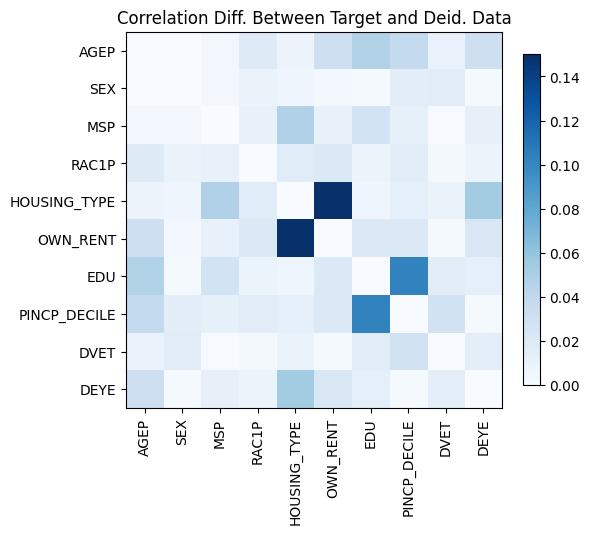 Correlation Diff. Between Target and Deid. Data
AGEP
SEX
MSP
RAC1P
HOUSING_TYPE
OWN_RENT
EDU
PINCP_DECILE
DVET
DEYE
AGEP
SEX
MSP
RAC1P
HOUSING_TYPE
OWN_RENT
EDU
PINCP_DECILE
DVET
DEYE
0.14
0.12
0.10
0.08
0.06
0.04
0.02
0.00